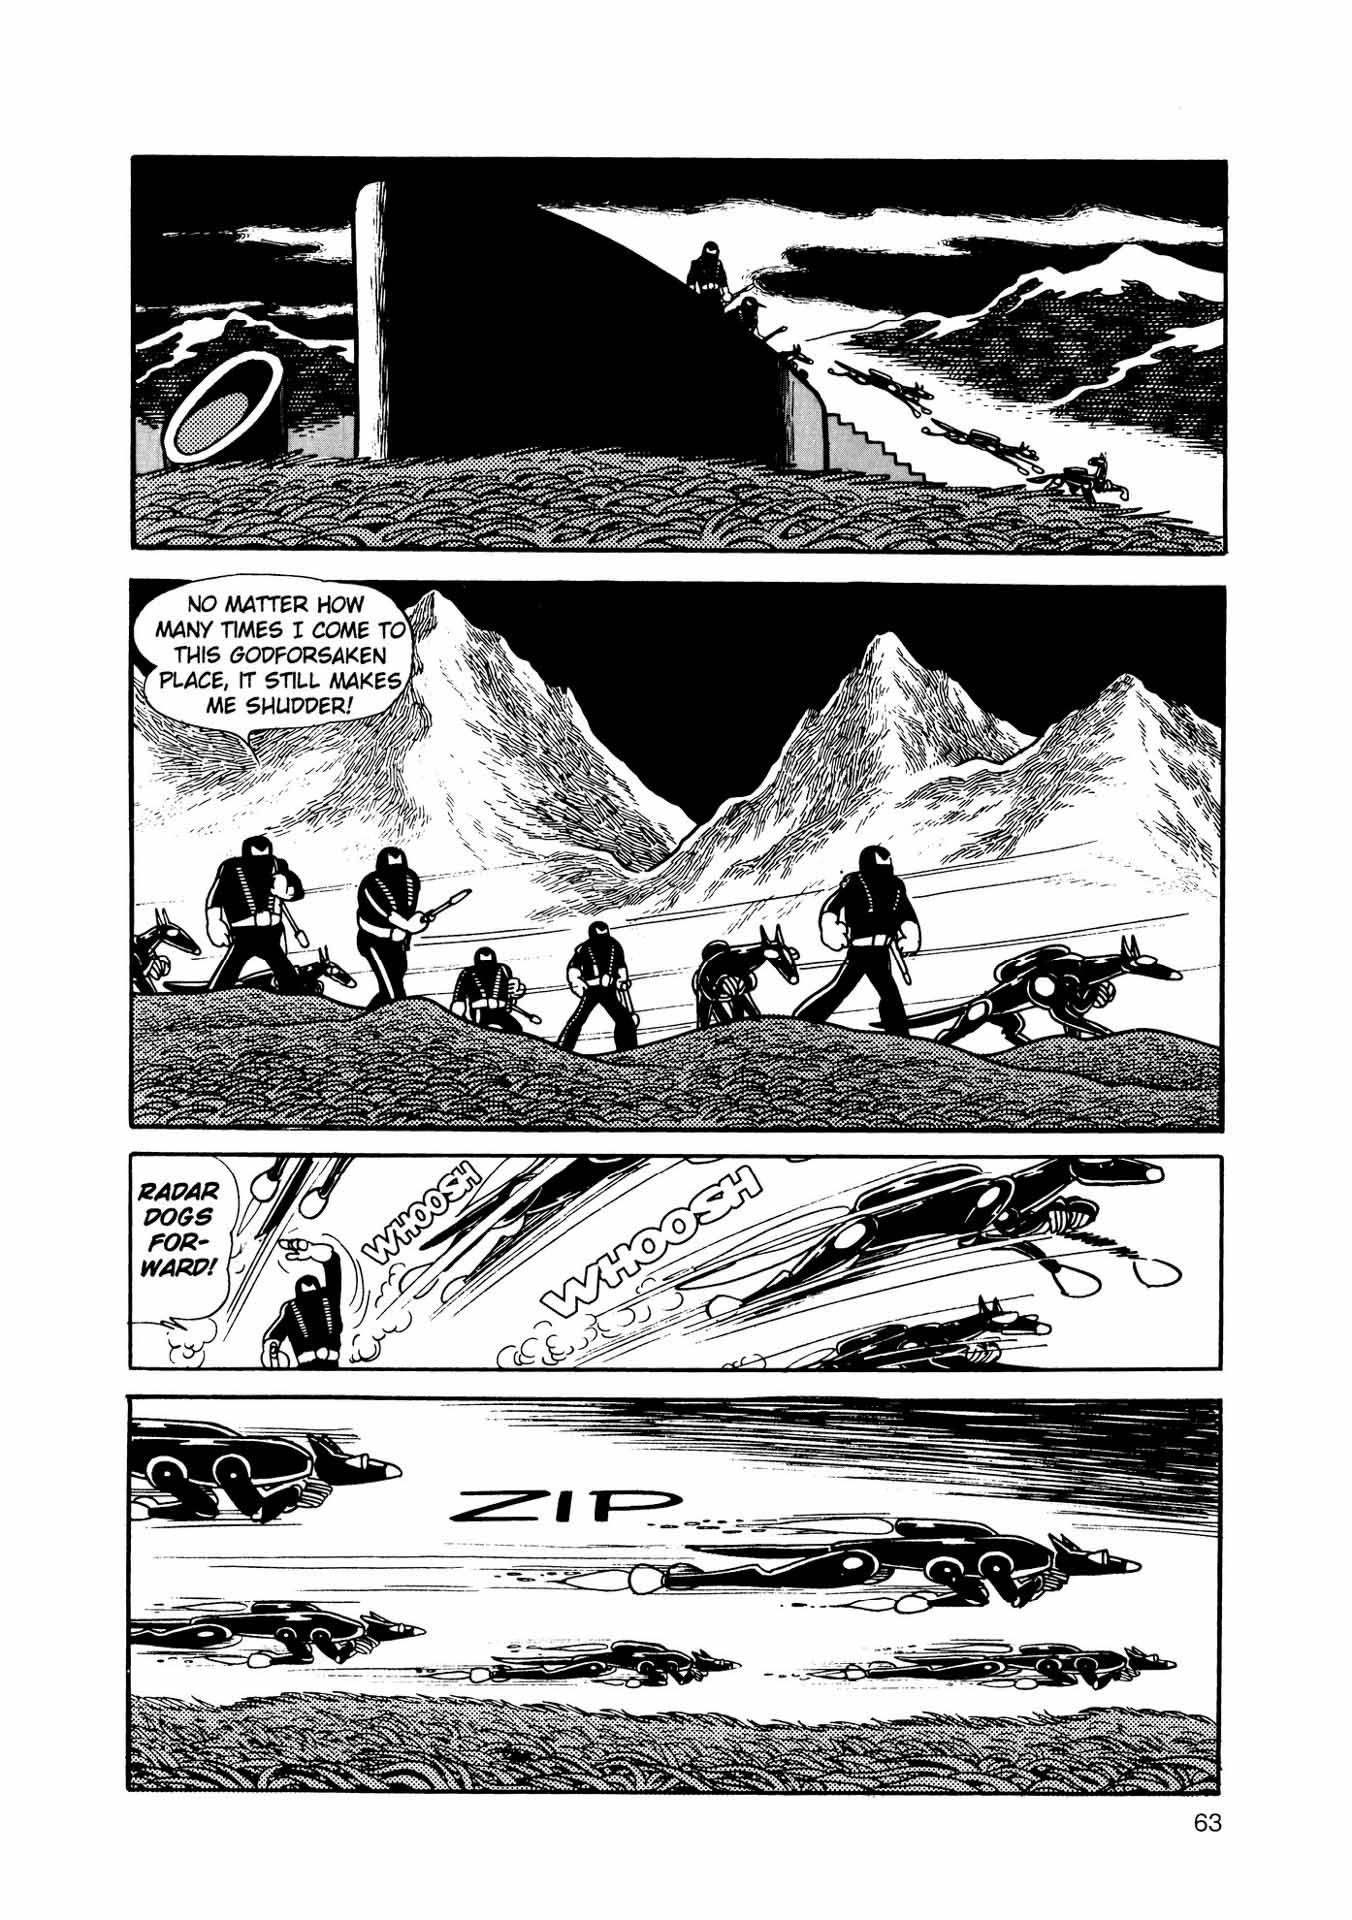 NO MATTER HOW
MANY TIMES I COME TO
THIS GODFORSAKEN
PLACE, IT STILL MAKES
ME SHUDDER!
RADAR
DOGS
FOR-
WARD!
WHOOSH
WHOOSH
ZIP
63